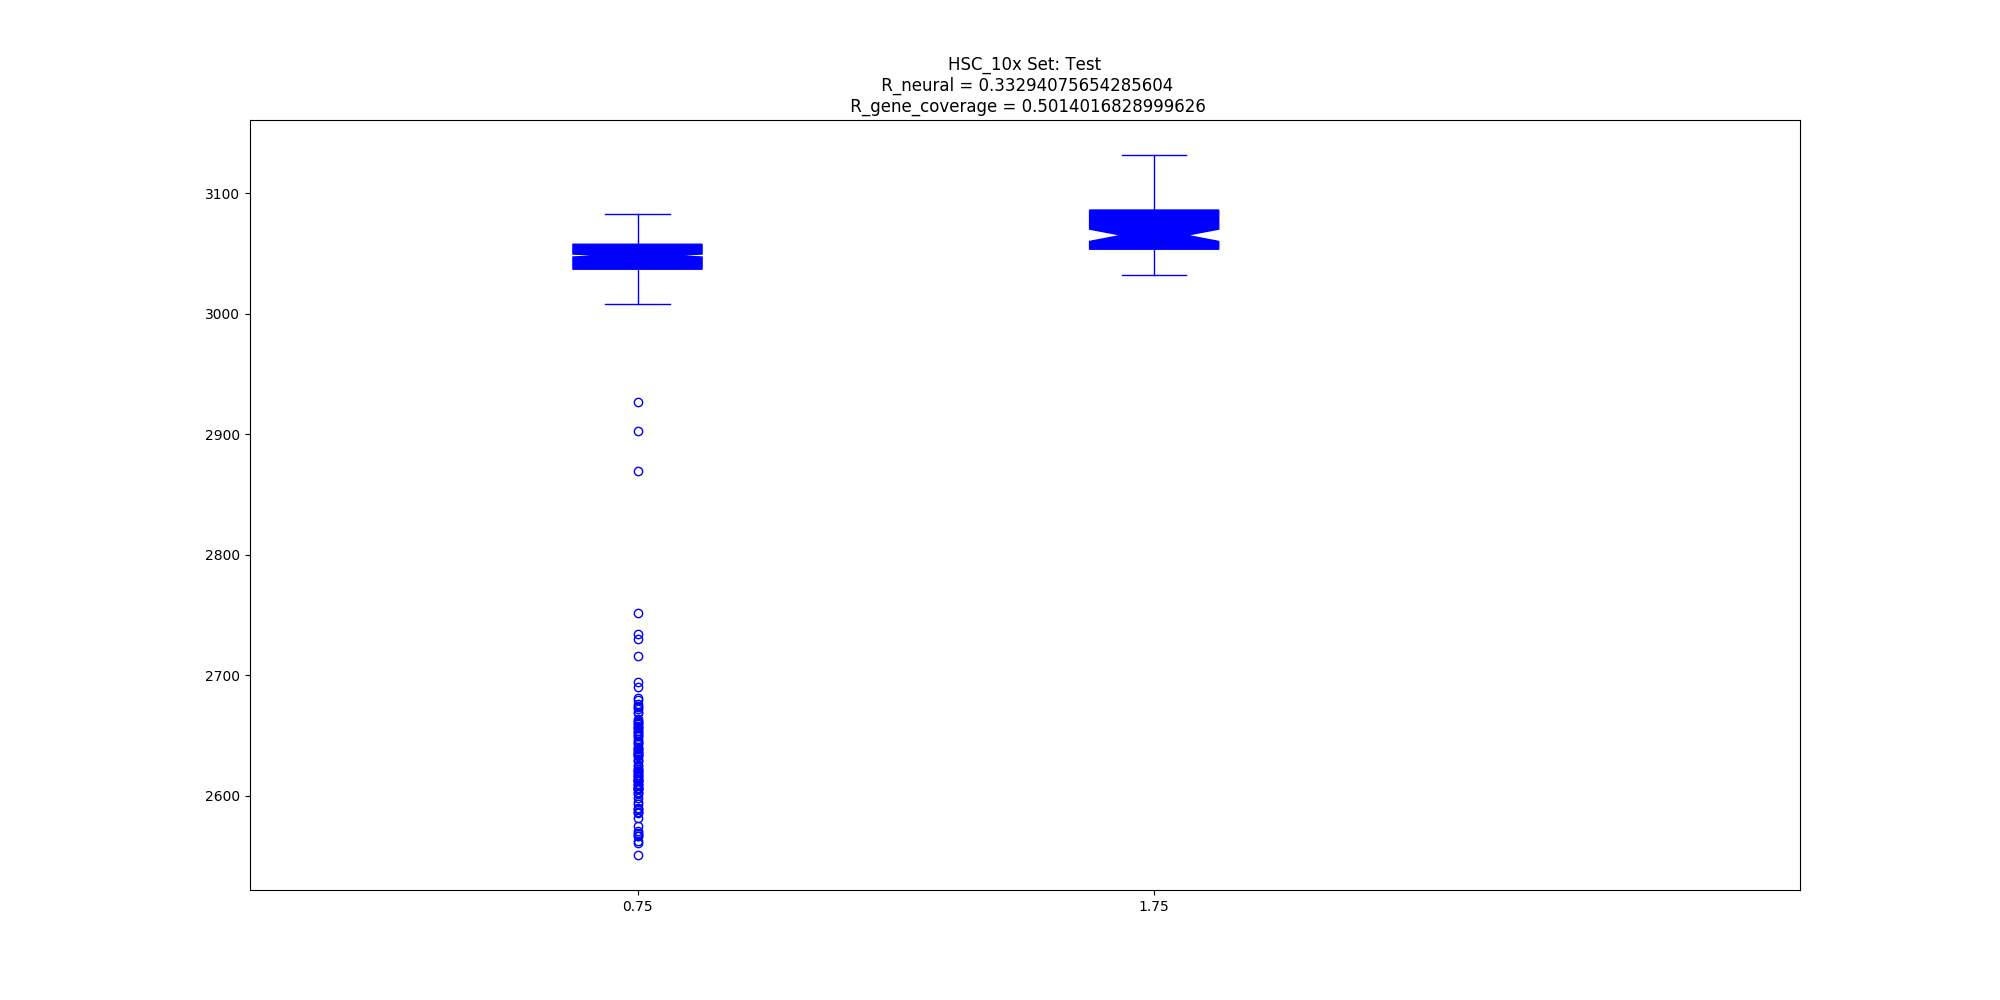 HSC_10x Set: Test
R_neural = 0.33294075654285604
R_gene_coverage = 0.5014016828999626
3100
3000
2900
2800
2700
2600
0.75 1.75